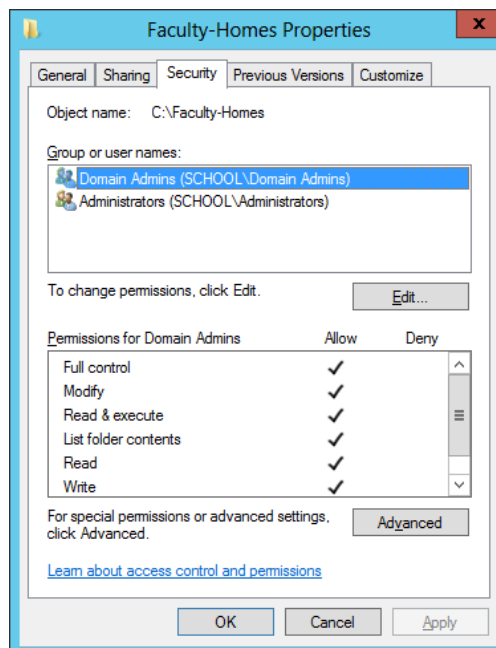 Faculty-Homes Properties
x
General Sharing Security Previous Versions Customize
Object name: C:\Faculty-Homes
Group or user names:
Domain Admins (SCHOOL\Domain Admins)
Administrators (SCHOOL\Administrators)
To change permissions, click Edit.
Edit...
Permissions for Domain Admins Allow Deny
Full control
Modify
Read & execute
List folder contents
Read
Write
For special permissions or advanced settings,
click Advanced.
Advanced
Learn about access control and permissions
OK Cancel Apply